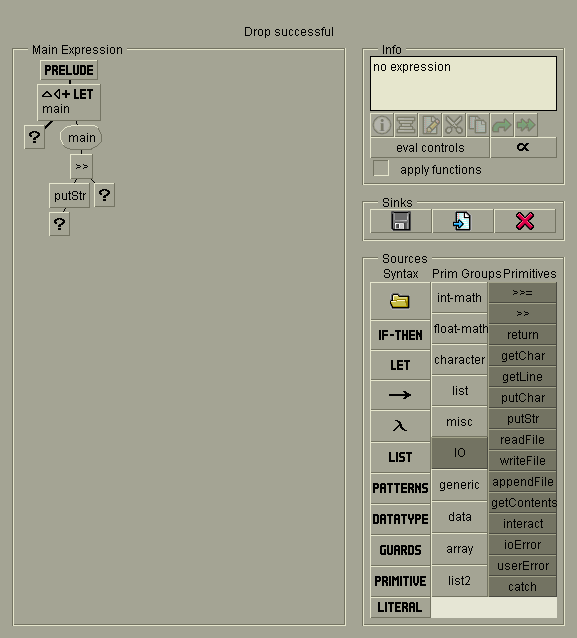 Drop successful
Main Expression
PRELUDE
LET
main
?
main
>>
putStr
?
?
Info
no expression
eval controls
∝
apply functions
Sinks
Sources
Syntax
Prim Groups
Primitives
IF-THEN
LET
→
λ
LIST
PATTERNS
DATATYPE
GUARDS
PRIMITIVE
LITERAL
int-math
float-math
character
list
misc
IO
generic
data
array
list2
>>=
>>
return
getChar
getLine
putChar
putStr
readFile
writeFile
appendFile
getContents
interact
ioError
userError
catch